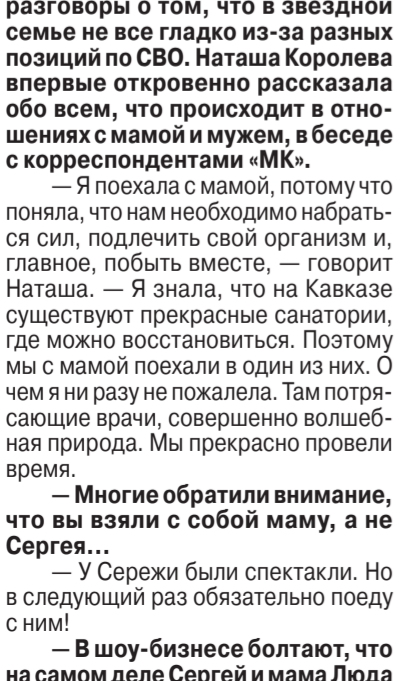 разговоры о том, что в звездной
семье не все гладко из-за разных
позиций по СВО. Наташа Королева
впервые откровенно рассказала
обо всем, что происходит в отно-
шениях с мамой и мужем, в беседе
с корреспондентами «МК».
— Я поехала с мамой, потому что
поняла, что нам необходимо набрать-
ся сил, подлечить свой организм и,
главное, побыть вместе, — говорит
Наташа. — Я знала, что на Кавказе
существуют прекрасные санатории,
где можно восстановиться. Поэтому
мы с мамой поехали в один из них. О
чем я ни разу не пожалела. Там потря-
сающие врачи, совершенно волшеб-
ная природа. Мы прекрасно провели
время.
— Многие обратили внимание,
что вы взяли с собой маму, а не
Сергея...
— У Сережи были спектакли. Но
в следующий раз обязательно поеду
с ним!
— В шоу-бизнесе болтают, что
на самом деле Сергей и мама Люда